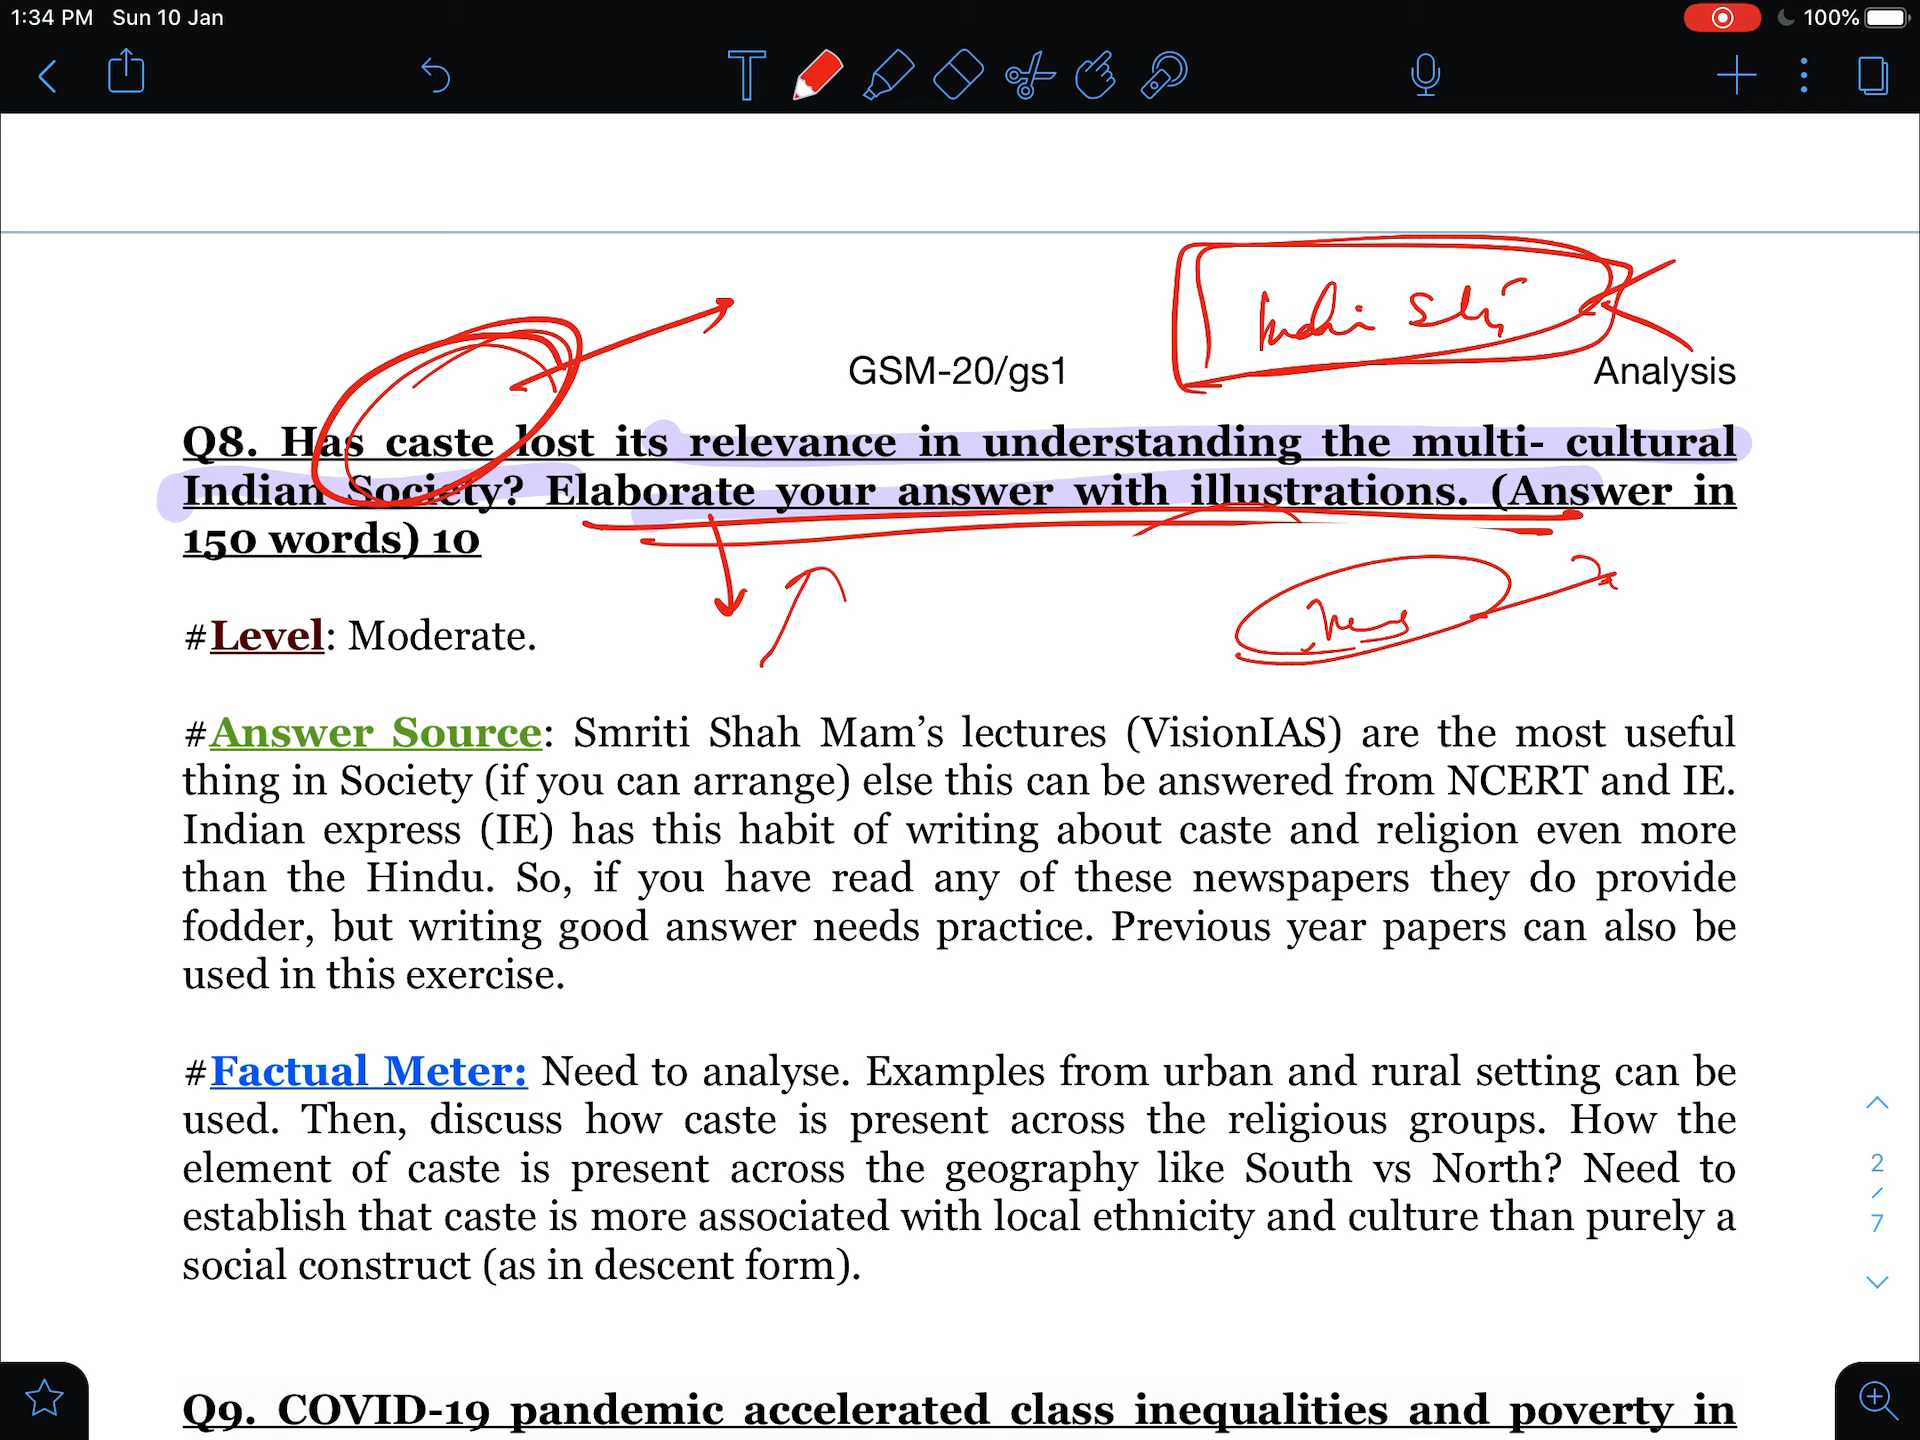 1:34 PM Sun 10 Jan
100%
T
GSM-20/gs1
Analysis
Q8. Has caste lost its relevance in understanding the multi- cultural
Indian Society? Elaborate your answer with illustrations. (Answer in
150 words) 10
#Level: Moderate.
#Answer Source: Smriti Shah Mam’s lectures (VisionIAS) are the most useful
thing in Society (if you can arrange) else this can be answered from NCERT and IE.
Indian express (IE) has this habit of writing about caste and religion even more
than the Hindu. So, if you have read any of these newspapers they do provide
fodder, but writing good answer needs practice. Previous year papers can also be
used in this exercise.
#Factual Meter: Need to analyse. Examples from urban and rural setting can be
used. Then, discuss how caste is present across the religious groups. How the
element of caste is present across the geography like South vs North? Need to
establish that caste is more associated with local ethnicity and culture than purely a
social construct (as in descent form).
2
/
7
Q9. COVID-19 pandemic accelerated class inequalities and poverty in